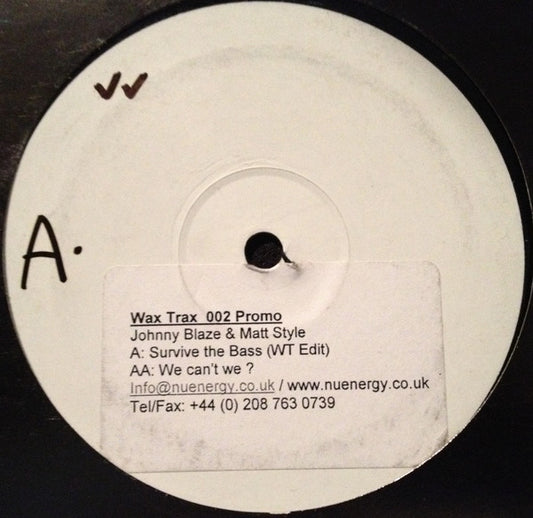 ✓✓
A.
Wax Trax 002 Promo
Johnny Blaze & Matt Style
A: Survive the Bass (WT Edit)
AA: We can't we ?
Info@nuenergy.co.uk / www.nuenergy.co.uk
Tel/Fax: +44 (0) 208 763 0739